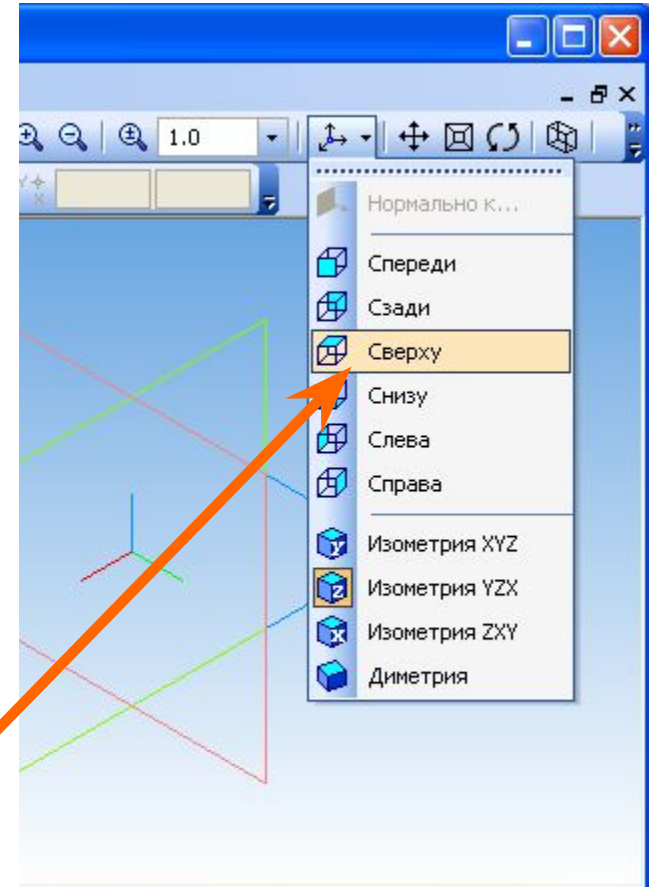 1.0
Нормально к...
Спереди
Сзади
Сверху
Снизу
Слева
Справа
Изометрия XYZ
Изометрия YZX
Изометрия ZXY
Диметрия